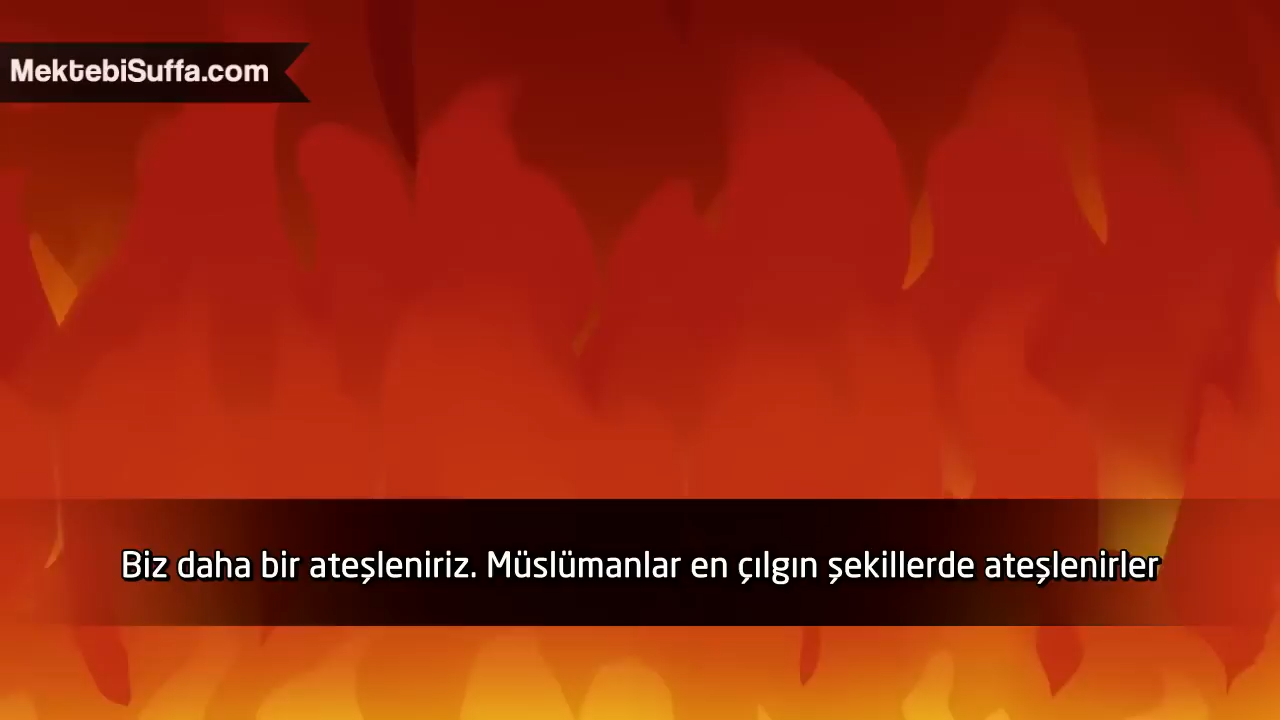 MektebiSuffa.com
Biz daha bir ateşleniriz. Müslümanlar en çılgın şekillerde ateşlenirler